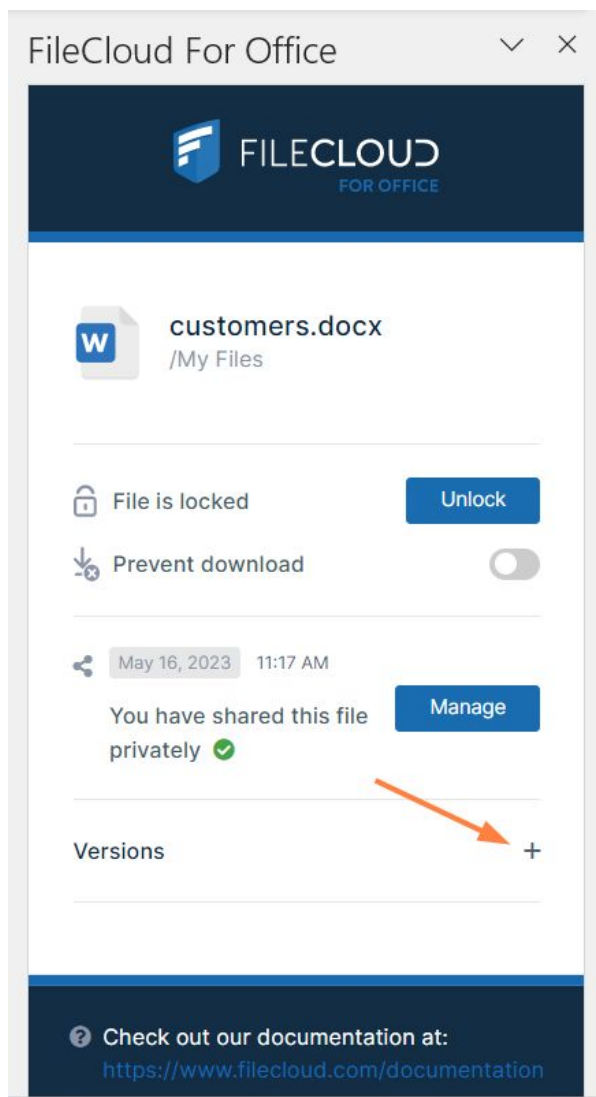 FileCloud For Office
FILECLOUD
FOR OFFICE
W
customers.docx
/My Files
File is locked
Unlock
Prevent download
May 16, 2023 11:17 AM
You have shared this file
privately
Manage
Versions +
? Check out our documentation at:
https://www.filecloud.com/documentation